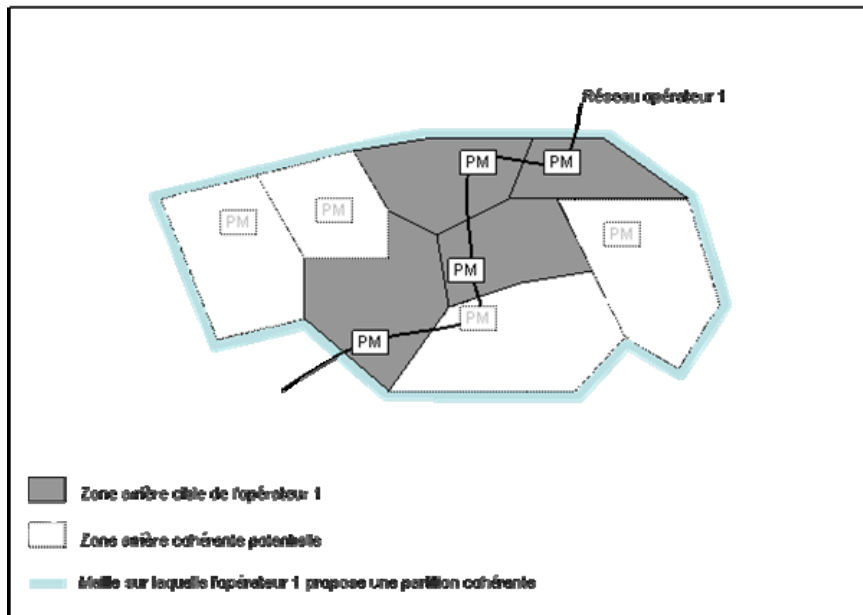 Réseau opérateur 1
PM
PM
PM
PM
PM
PM
PM
PM
Zone arrière cible de l'opérateur 1
Zone arrière cohérente potentielle
Maille sur laquelle l'opérateur 1 propose une partition cohérente